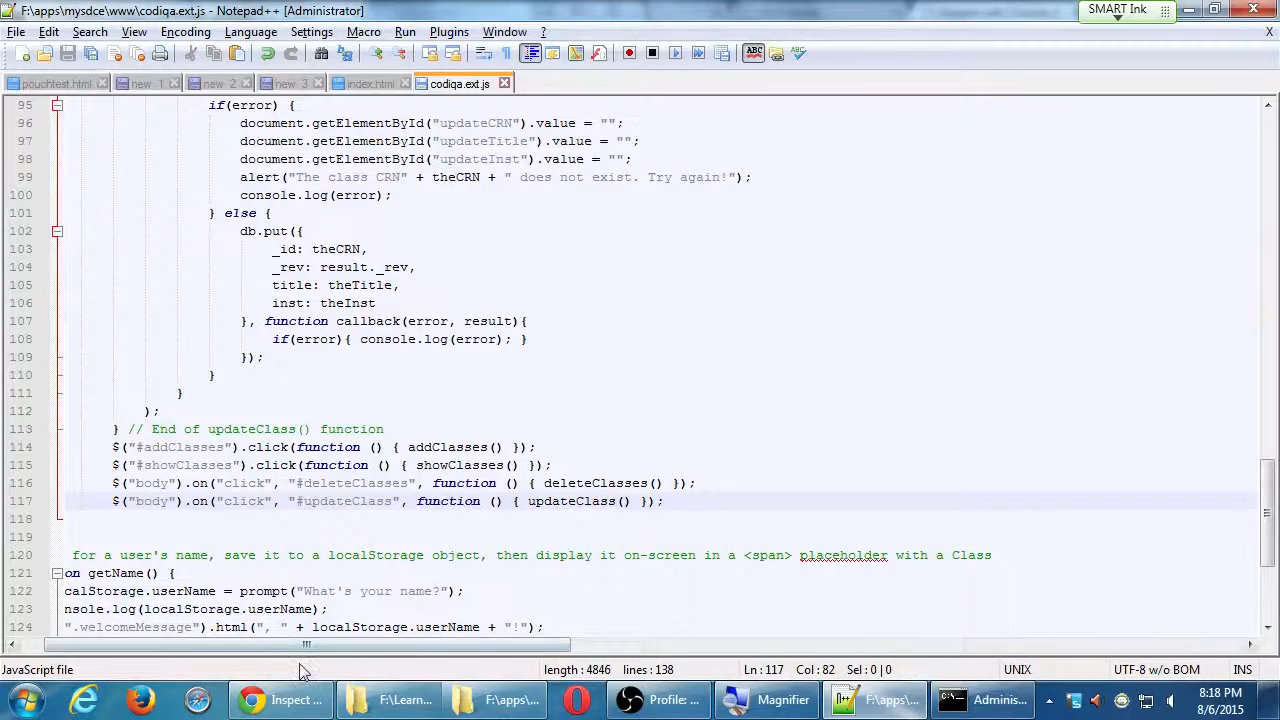 F:\apps\mysdce\www\codiqa.ext.js - Notepad++ [Administrator]
SMART Ink
File Edit Search View Encoding Language Settings Macro Run Plugins Window ? X
pouchtest.html new 1 new 2 new 3 index.html codiqa.ext.js
95 if(error) {
96 document.getElementById("updateCRN").value = "";
97 document.getElementById("updateTitle").value = "";
98 document.getElementById("updateInst").value = "";
99 alert("The class CRN" + theCRN + " does not exist. Try again!");
100 console.log(error);
101 } else {
102 db.put({
103 _id: theCRN,
104 _rev: result._rev,
105 title: theTitle,
106 inst: theInst
107 }, function callback(error, result){
108 if(error){ console.log(error); }
109 });
110 }
111 }
112 );
113 } // End of updateClass() function
114 $("#addClasses").click(function () { addClasses() });
115 $("#showClasses").click(function () { showClasses() });
116 $("body").on("click", "#deleteClasses", function () { deleteClasses() });
117 $("body").on("click", "#updateClass", function () { updateClass() });
118
119
120 for a user's name, save it to a localStorage object, then display it on-screen in a <span> placeholder with a Class
121 on getName() {
122 calStorage.userName = prompt("What's your name?");
123 nsole.log(localStorage.userName);
124 ".welcomeMessage").html(", " + localStorage.userName + "!");
JavaScript file length : 4846 lines : 138 Ln : 117 Col : 82 Sel : 0 | 0 UNIX UTF-8 w/o BOM INS
Inspect ... F:\Learn... F:\apps\... Profile: ... Magnifier F:\apps\... Adminis... 8:18 PM
8/6/2015